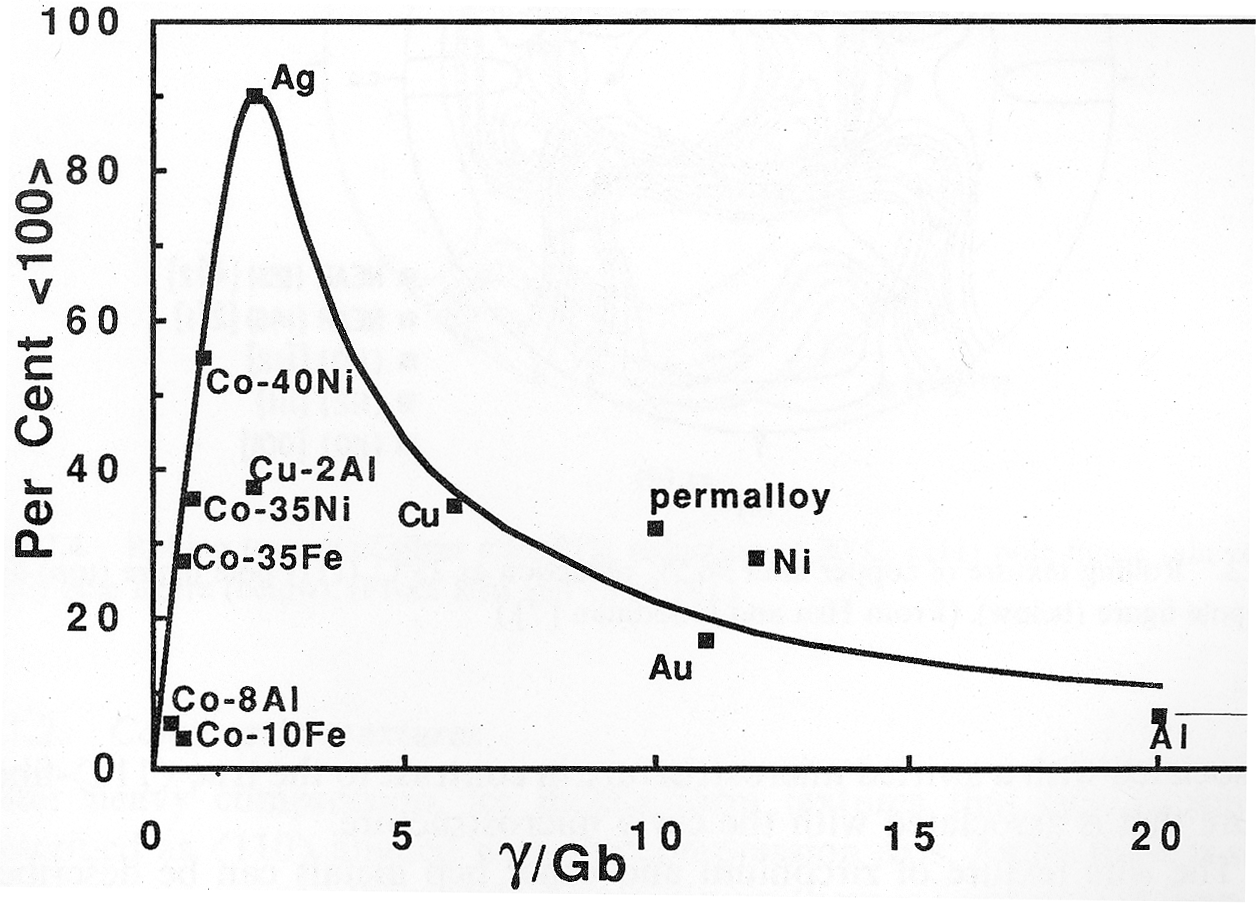 100
Ag
80
Per Cent <100>
60
Co-40Ni
40
Cu-2Al
Co-35Ni
Cu
permalloy
Co-35Fe
Ni
20
Au
Co-8Al
Co-10Fe
Al
0
0 5 10 15 20
γ/Gb